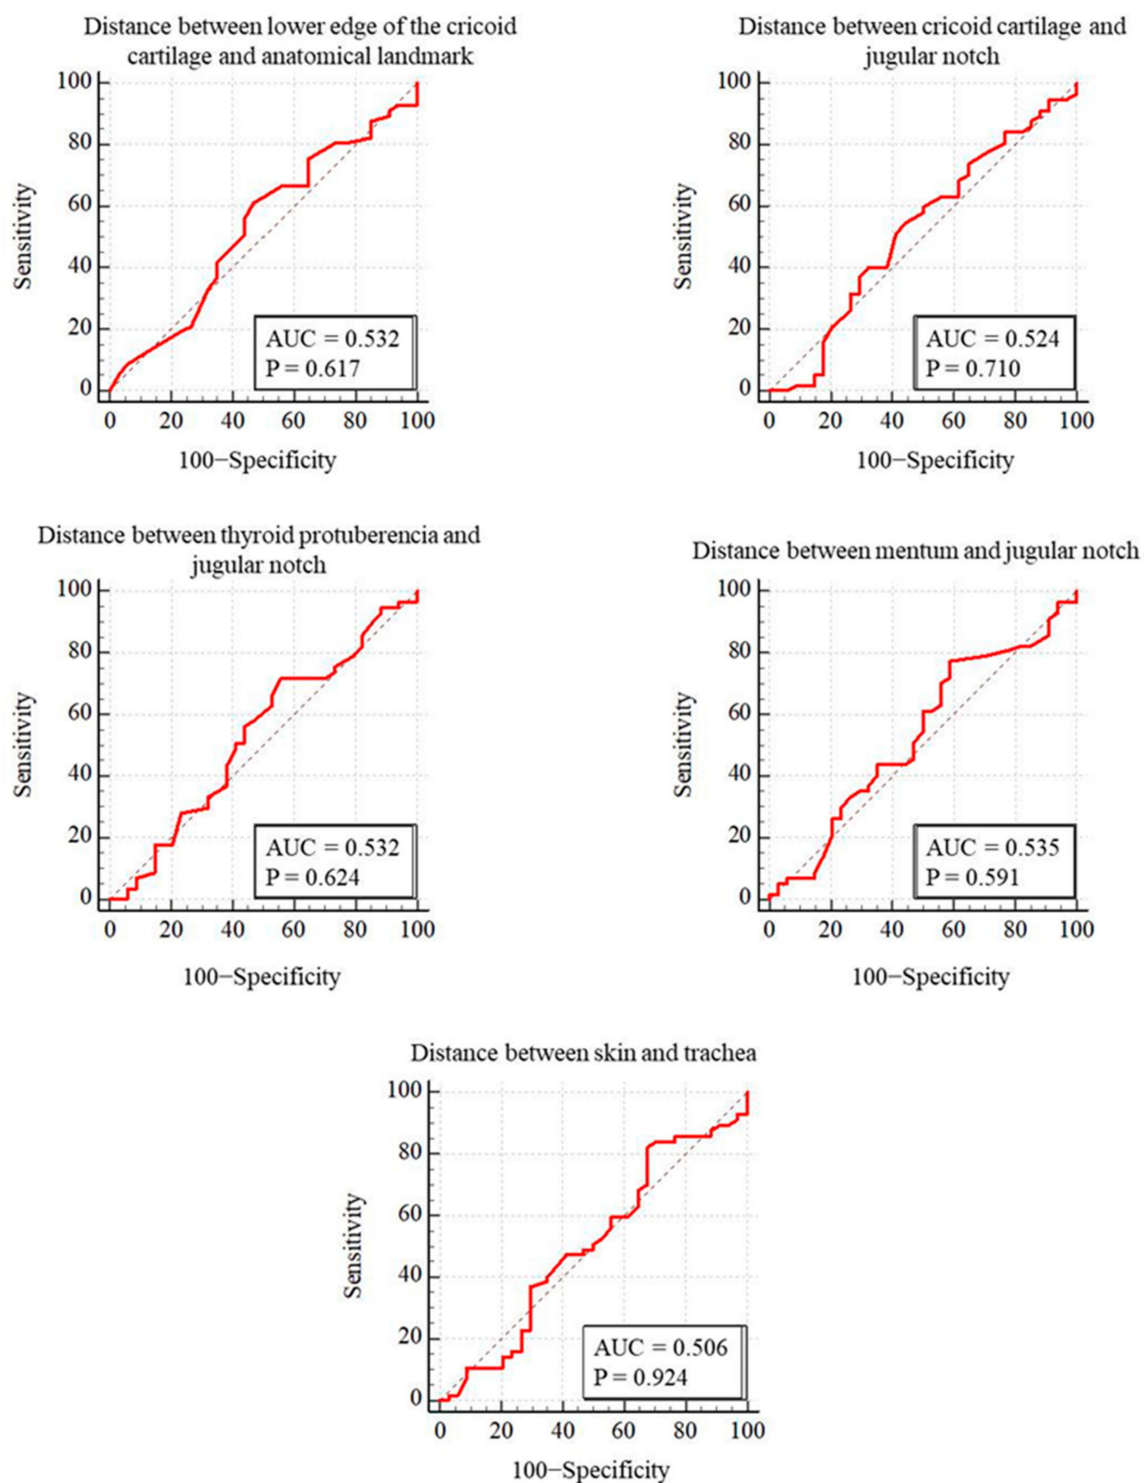 Distance between lower edge of the cricoid
cartilage and anatomical landmark
100
80
60
40
20
0
Sensitivity
AUC = 0.532
P = 0.617
0 20 40 60 80 100
100−Specificity
Distance between cricoid cartilage and
jugular notch
100
80
60
40
20
0
Sensitivity
AUC = 0.524
P = 0.710
0 20 40 60 80 100
100−Specificity
Distance between thyroid protuberencia and
jugular notch
100
80
60
40
20
0
Sensitivity
AUC = 0.532
P = 0.624
0 20 40 60 80 100
100−Specificity
Distance between mentum and jugular notch
100
80
60
40
20
0
Sensitivity
AUC = 0.535
P = 0.591
0 20 40 60 80 100
100−Specificity
Distance between skin and trachea
100
80
60
40
20
0
Sensitivity
AUC = 0.506
P = 0.924
0 20 40 60 80 100
100−Specificity